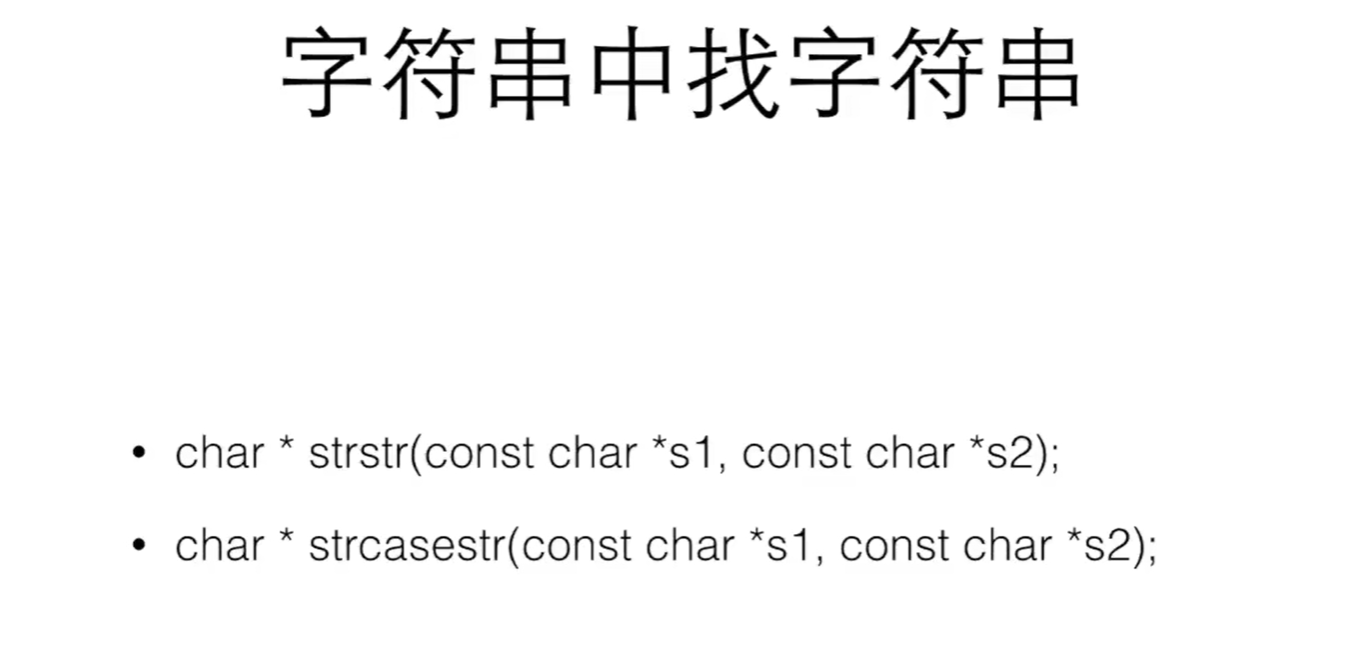 字符串中找字符串
• char * strstr(const char *s1, const char *s2);
• char * strcasestr(const char *s1, const char *s2);